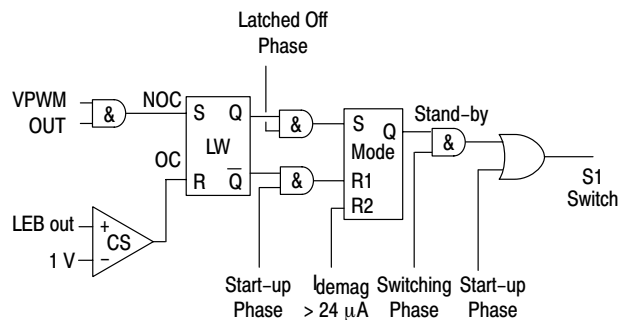 Latched Off
Phase
VPWM
OUT
&
NOC
S
Q
LW
OC
R
Q
&
&
S
Q
Mode
R1
R2
Stand–by
&
S1
Switch
LEB out
+
CS
1 V
–
Start–up
Phase
Idemag
> 24 µA
Switching
Phase
Start–up
Phase